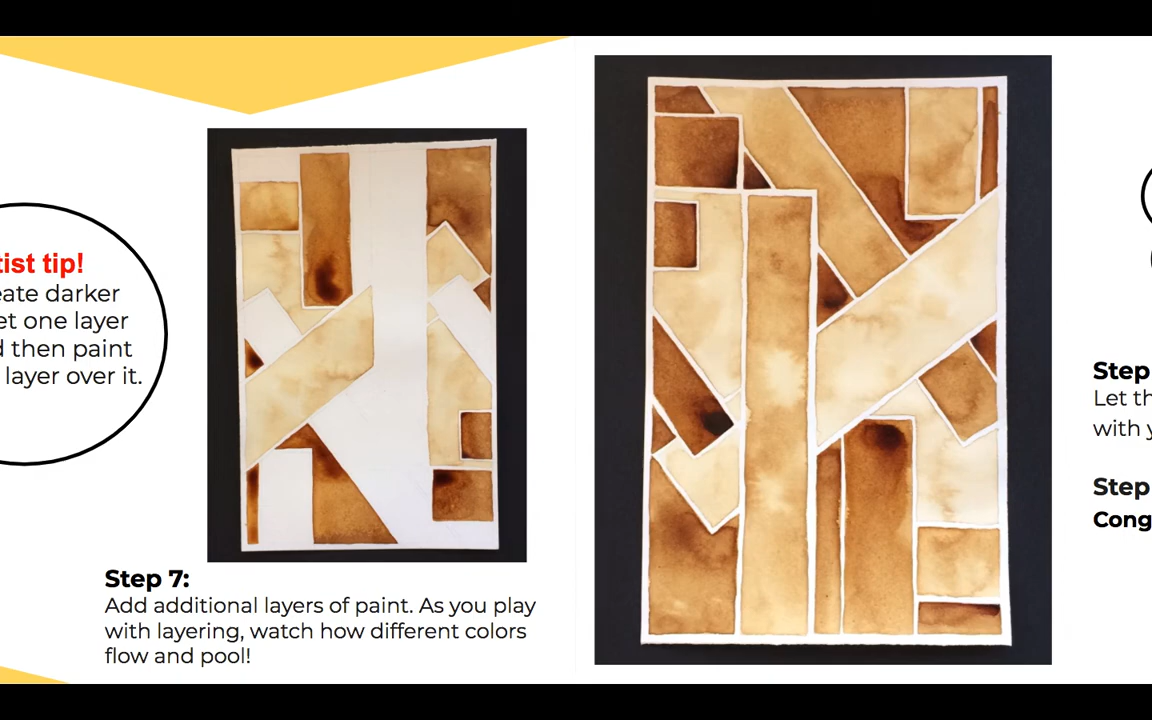 tist tip!
eate darker
et one layer
d then paint
layer over it.
Step 7:
Add additional layers of paint. As you play
with layering, watch how different colors
flow and pool!
Step
Let th
with y
Step
Cong